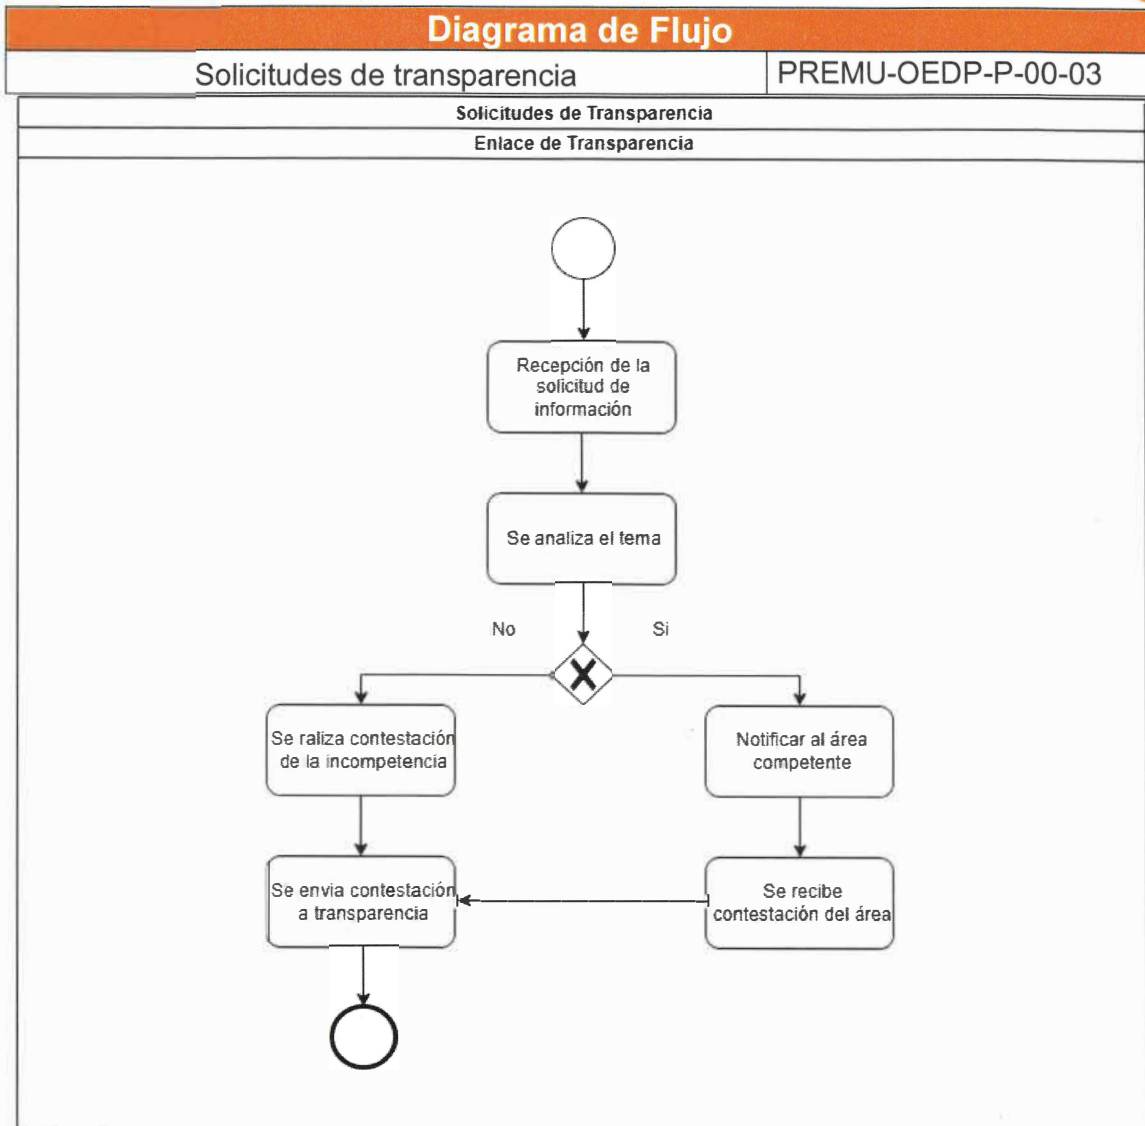 Diagrama de Flujo
Solicitudes de transparencia
PREMU-OEDP-P-00-03
Solicitudes de Transparencia
Enlace de Transparencia
Recepción de la
solicitud de
información
Se analiza el tema
No
Si
Se raliza contestación
de la incompetencia
Notificar al área
competente
Se envia contestación
a transparencia
Se recibe
contestación del área